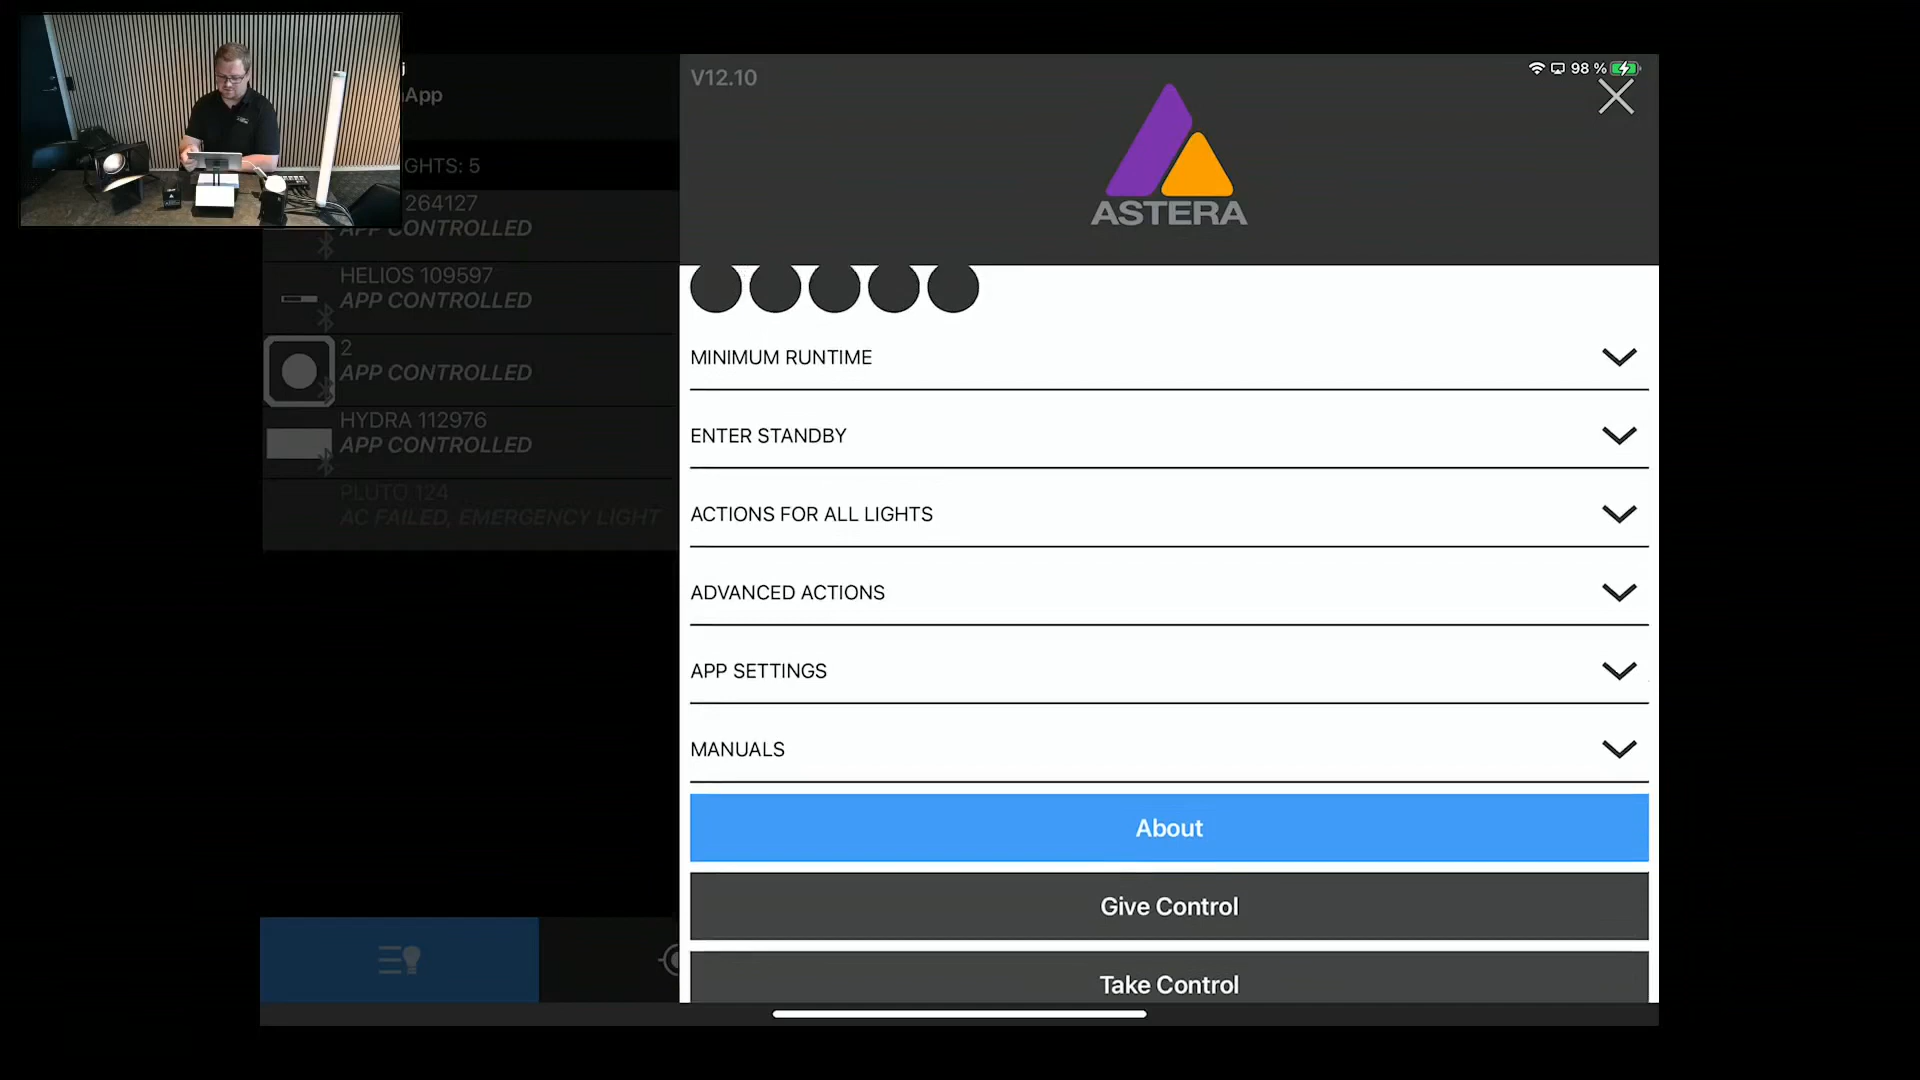 App
GHTS: 5
264127
APP CONTROLLED
HELIOS 109597
APP CONTROLLED
2
APP CONTROLLED
HYDRA 112976
APP CONTROLLED
PLUTO 124
AC FAILED, EMERGENCY LIGHT
V12.10
98 %
ASTERA
MINIMUM RUNTIME
ENTER STANDBY
ACTIONS FOR ALL LIGHTS
ADVANCED ACTIONS
APP SETTINGS
MANUALS
About
Give Control
Take Control